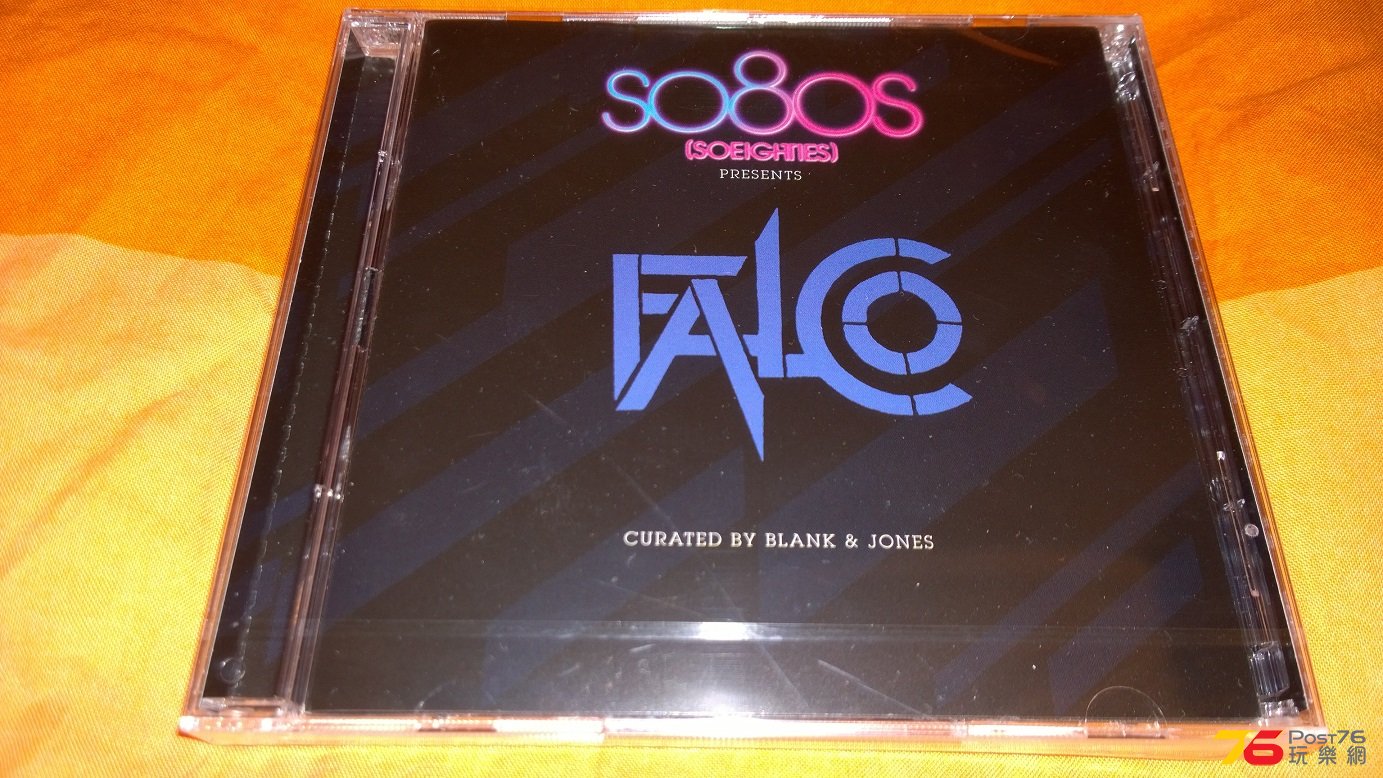 SO8OS
(SOEIGHTIES)
PRESENTS
FALCO
CURATED BY BLANK & JONES
76 POST76
玩樂網